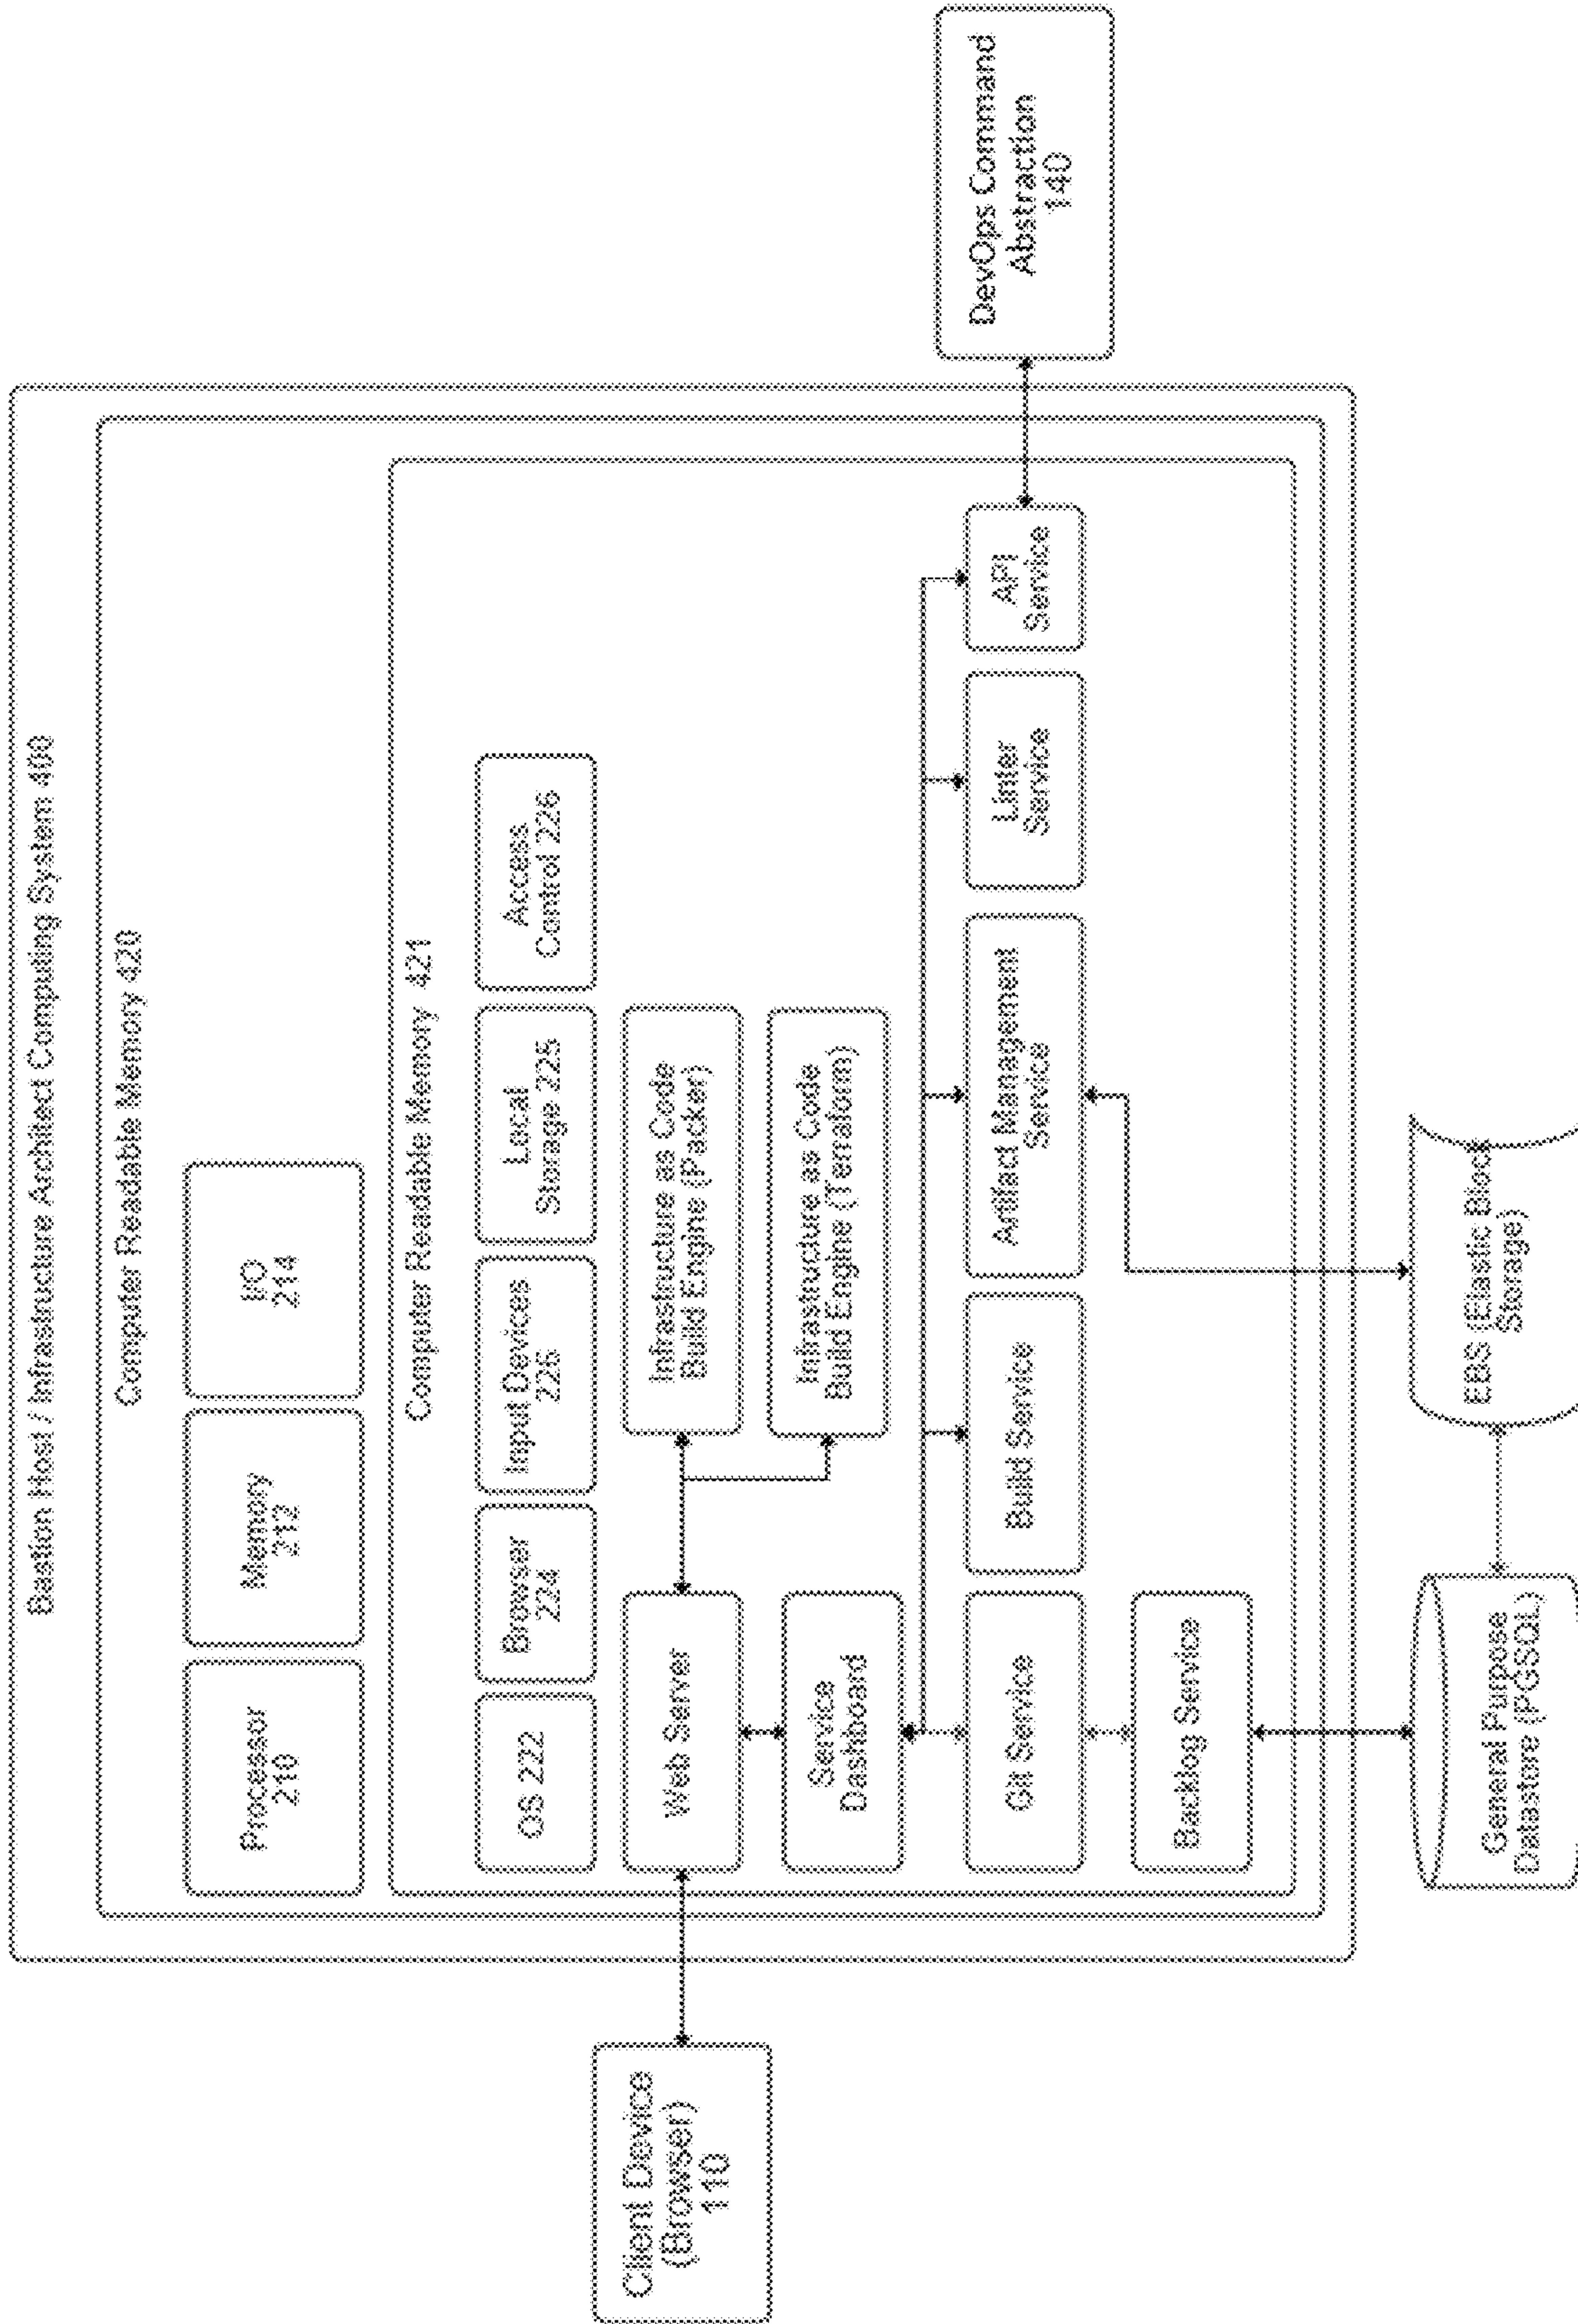 Bastion Host / Infrastructure Architect Computing System 400
Computer Readable Memory 420
Processor
210
Memory
212
I/O
214
Computer Readable Memory 421
OS 222
Browser
224
Input Devices
226
Local
Storage 225
Access
Control 226
Client Device
(Browser)
110
Web Server
Infrastructure as Code
Build Engine (Packer)
Service
Dashboard
Infrastructure as Code
Build Engine (Terraform)
Git Service
Build Service
Artifact Management
Service
Linter
Service
API
Service
DevOps Command
Abstraction
140
Backlog Service
General Purpose
Datastore (PGSQL)
EBS (Elastic Block
Storage)